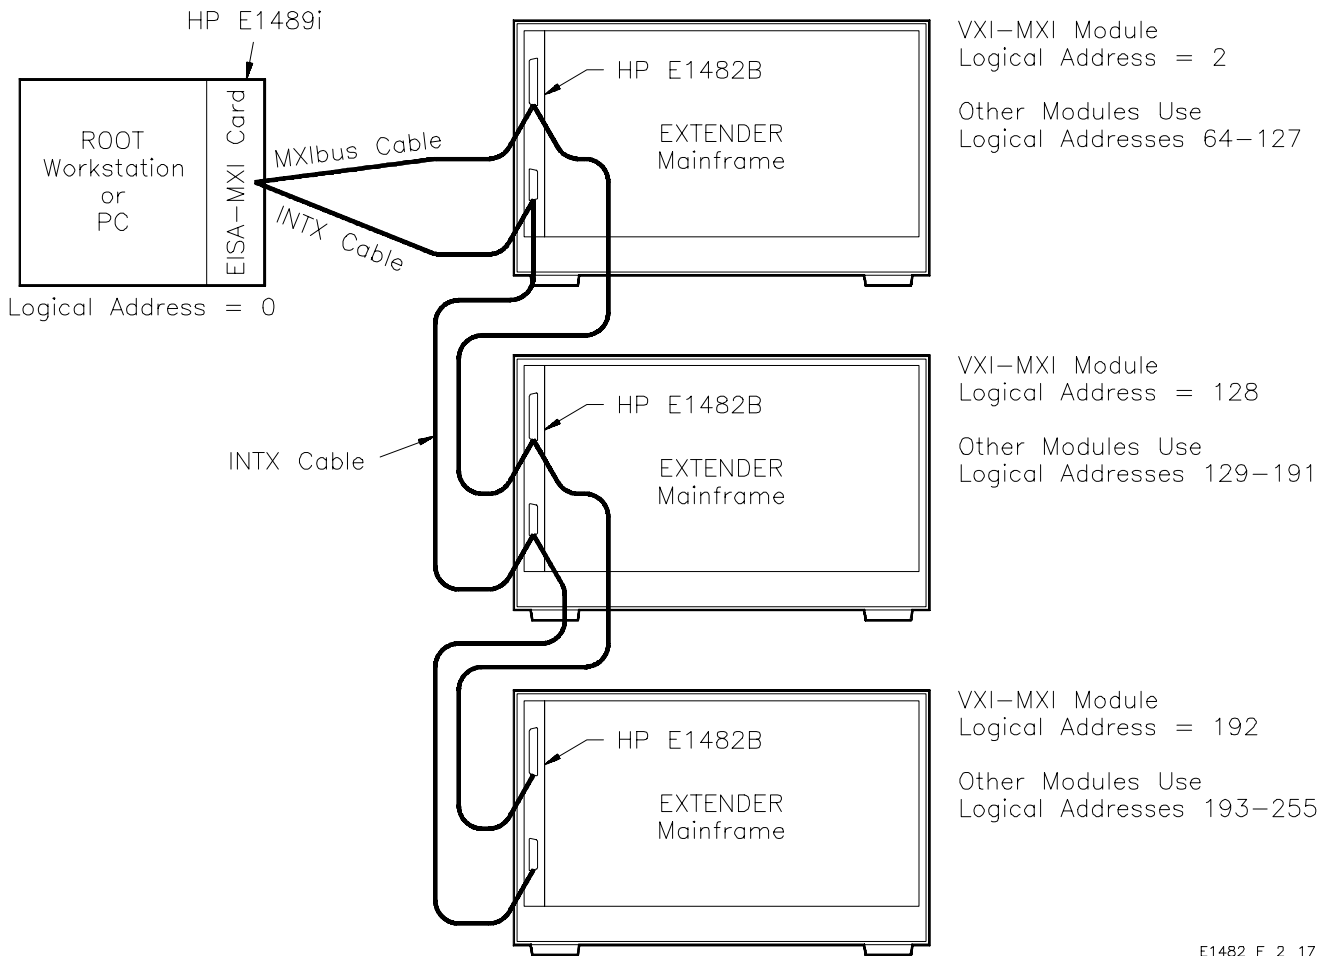 HP E1489i
ROOT
Workstation
or
PC
EISA-MXI Card
Logical Address = 0
MXIbus Cable
INTX Cable
HP E1482B
EXTENDER
Mainframe
VXI-MXI Module
Logical Address = 2
Other Modules Use
Logical Addresses 64-127
INTX Cable
HP E1482B
EXTENDER
Mainframe
VXI-MXI Module
Logical Address = 128
Other Modules Use
Logical Addresses 129-191
HP E1482B
EXTENDER
Mainframe
VXI-MXI Module
Logical Address = 192
Other Modules Use
Logical Addresses 193-255
E1482 F 2 17